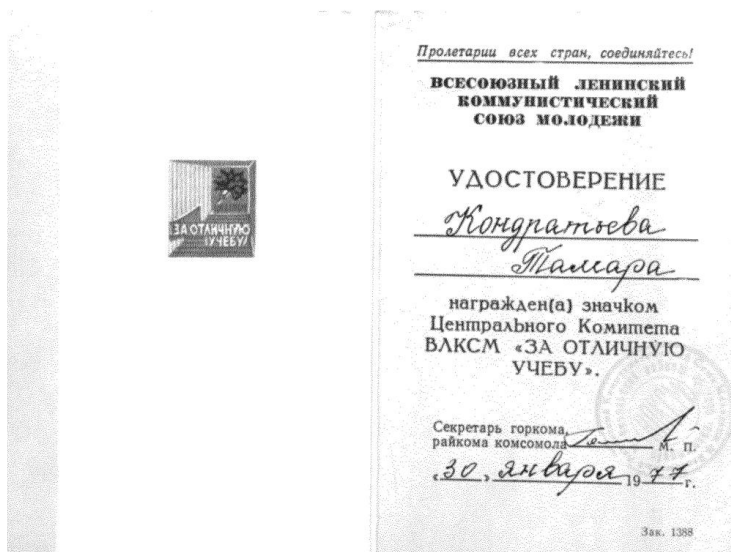 ЗА ОТЛИЧНУЮ
УЧЕБУ
Пролетарии всех стран, соединяйтесь!
ВСЕСОЮЗНЫЙ ЛЕНИНСКИЙ
КОММУНИСТИЧЕСКИЙ
СОЮЗ МОЛОДЕЖИ
УДОСТОВЕРЕНИЕ
Кондратьева
Тамара
награжден(а) значком
Центрального Комитета
ВЛКСМ «ЗА ОТЛИЧНУЮ
УЧЕБУ».
Секретарь горкома,
райкома комсомола М. П.
«30» января 1977 г.
Зак. 1388